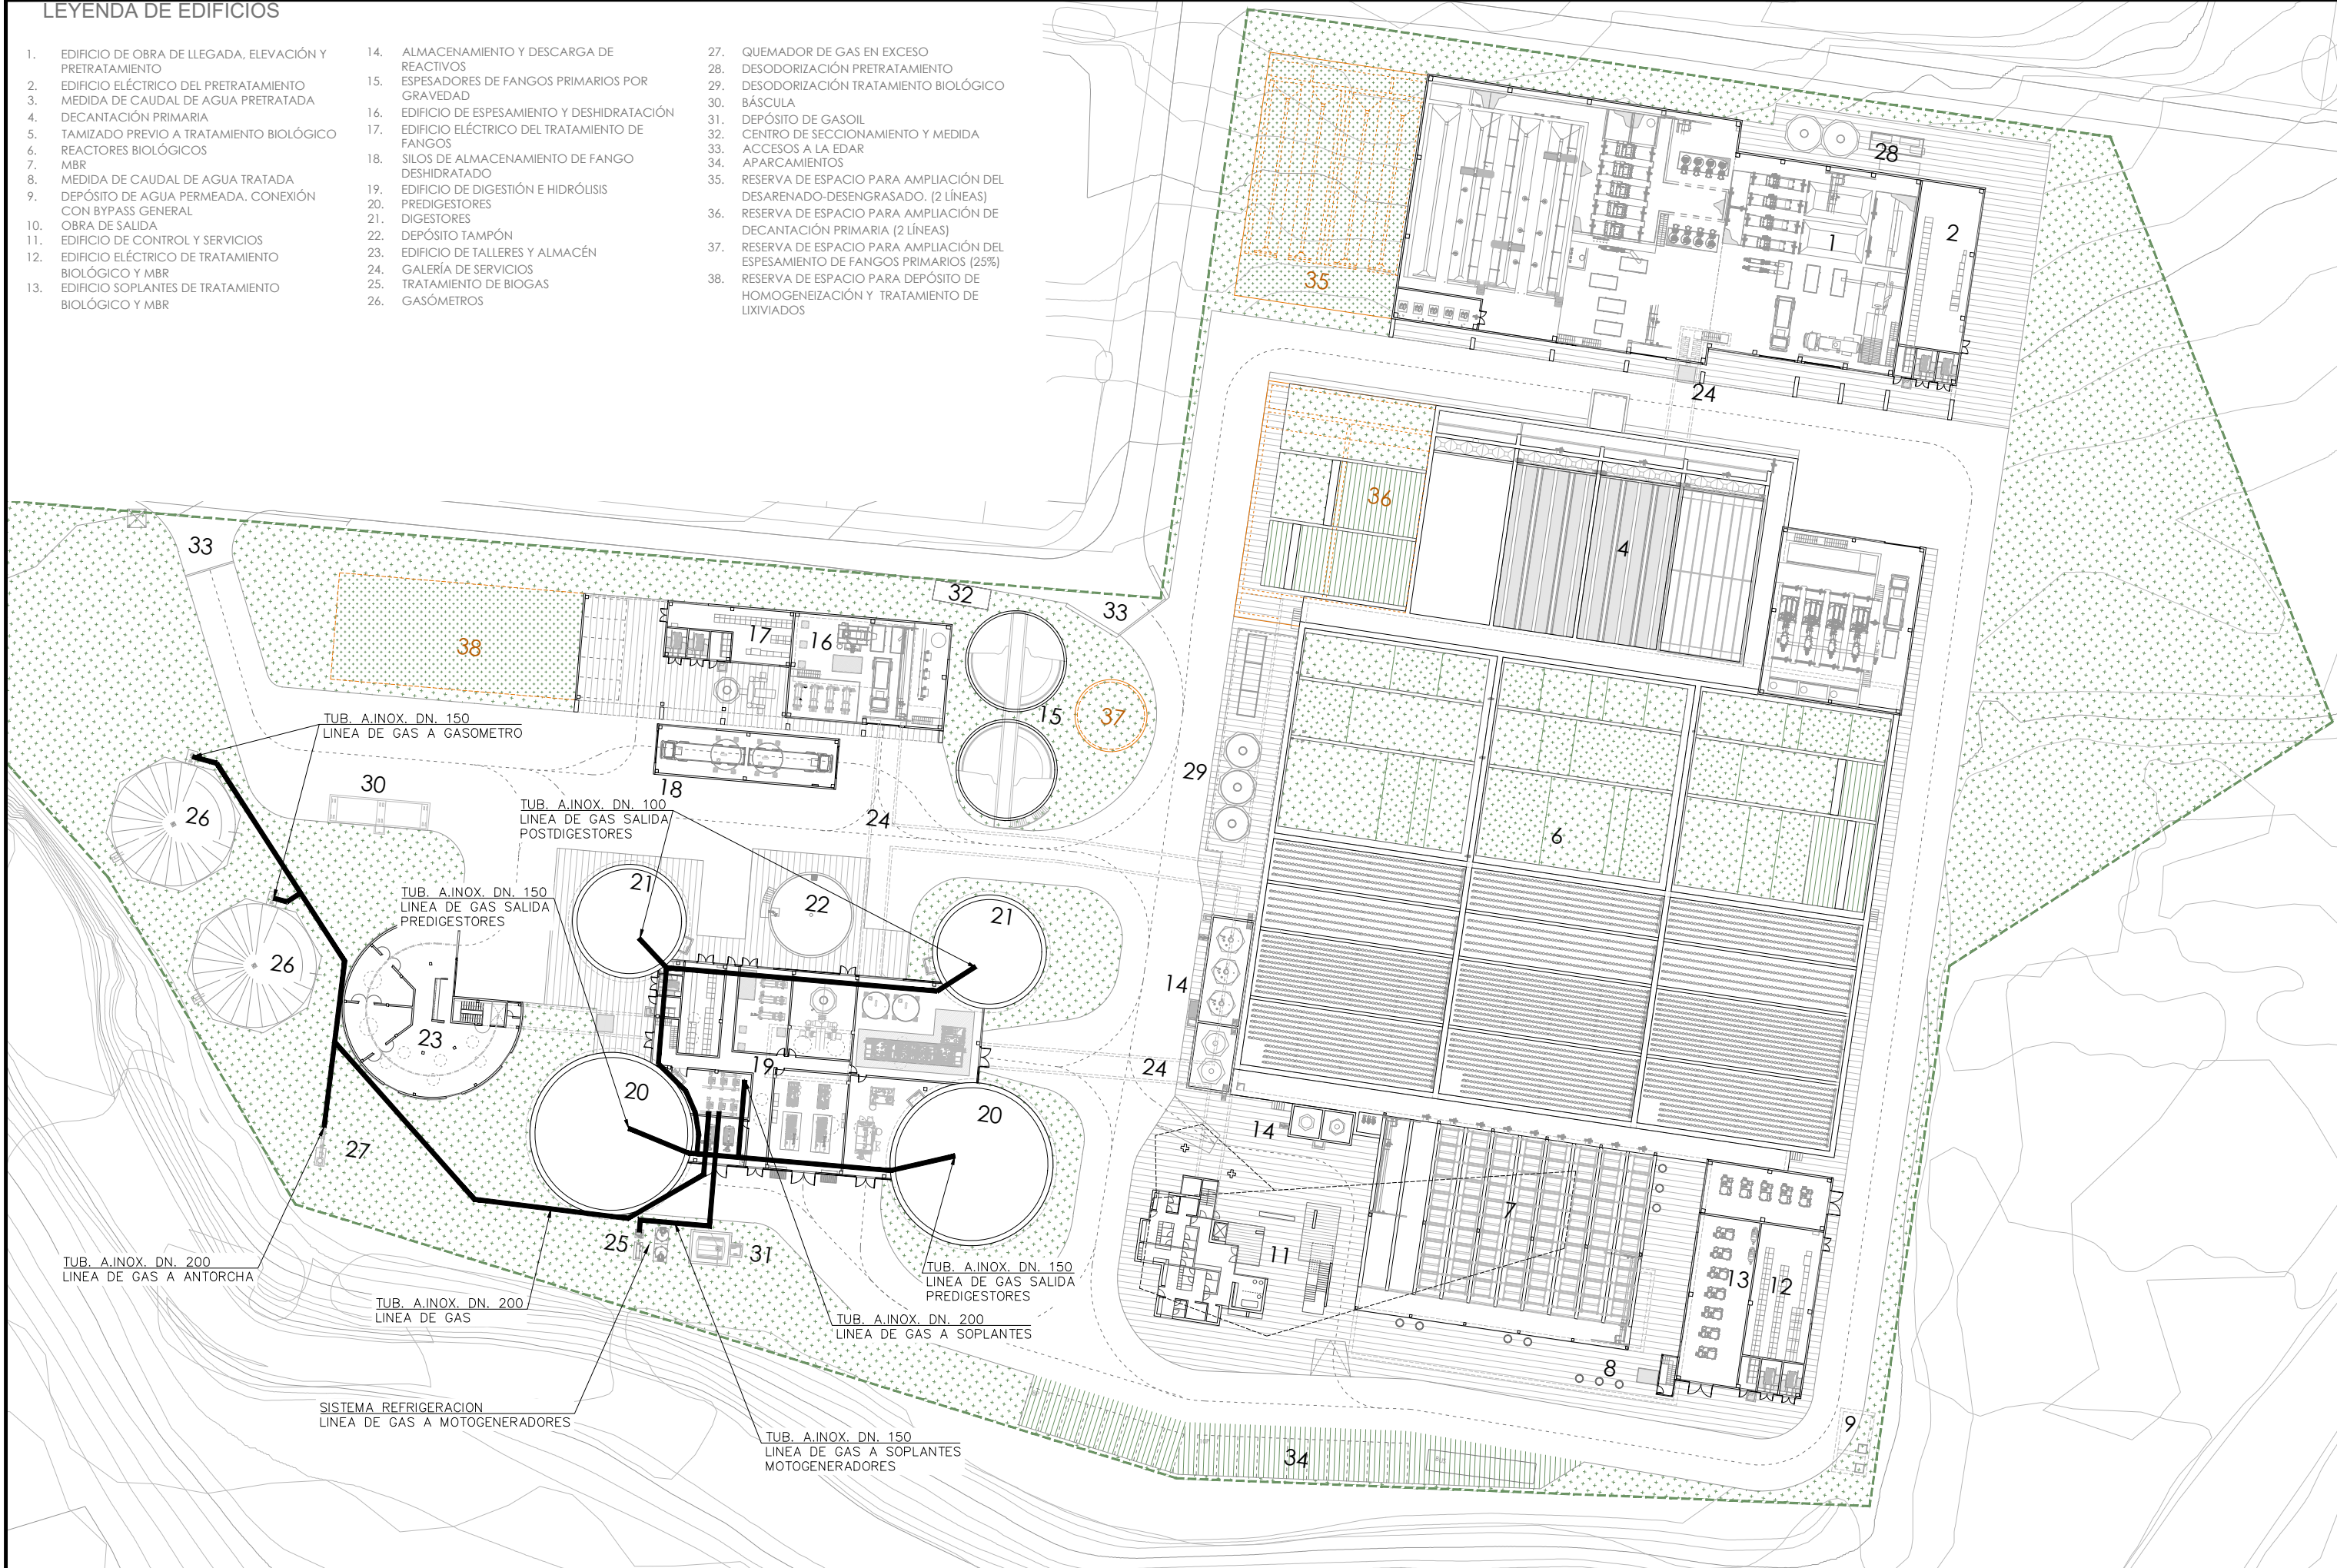 LEYENDA DE EDIFICIOS
1. EDIFICIO DE OBRA DE LLEGADA, ELEVACIÓN Y
PRETRATAMIENTO
2. EDIFICIO ELÉCTRICO DEL PRETRATAMIENTO
3. MEDIDA DE CAUDAL DE AGUA PRETRATADA
4. DECANTACIÓN PRIMARIA
5. TAMIZADO PREVIO A TRATAMIENTO BIOLÓGICO
6. REACTORES BIOLÓGICOS
7. MBR
8. MEDIDA DE CAUDAL DE AGUA TRATADA
9. DEPÓSITO DE AGUA PERMEADA. CONEXIÓN
CON BYPASS GENERAL
10. OBRA DE SALIDA
11. EDIFICIO DE CONTROL Y SERVICIOS
12. EDIFICIO ELÉCTRICO DE TRATAMIENTO
BIOLÓGICO Y MBR
13. EDIFICIO SOPLANTES DE TRATAMIENTO
BIOLÓGICO Y MBR
14. ALMACENAMIENTO Y DESCARGA DE
REACTIVOS
15. ESPESADORES DE FANGOS PRIMARIOS POR
GRAVEDAD
16. EDIFICIO DE ESPESAMIENTO Y DESHIDRATACIÓN
17. EDIFICIO ELÉCTRICO DEL TRATAMIENTO DE
FANGOS
18. SILOS DE ALMACENAMIENTO DE FANGO
DESHIDRATADO
19. EDIFICIO DE DIGESTIÓN E HIDRÓLISIS
20. PREDIGESTORES
21. DIGESTORES
22. DEPÓSITO TAMPÓN
23. EDIFICIO DE TALLERES Y ALMACÉN
24. GALERÍA DE SERVICIOS
25. TRATAMIENTO DE BIOGAS
26. GASÓMETROS
27. QUEMADOR DE GAS EN EXCESO
28. DESODORIZACIÓN PRETRATAMIENTO
29. DESODORIZACIÓN TRATAMIENTO BIOLÓGICO
30. BÁSCULA
31. DEPÓSITO DE GASOIL
32. CENTRO DE SECCIONAMIENTO Y MEDIDA
33. ACCESOS A LA EDAR
34. APARCAMIENTOS
35. RESERVA DE ESPACIO PARA AMPLIACIÓN DEL
DESARENADO-DESENGRASADO. (2 LÍNEAS)
36. RESERVA DE ESPACIO PARA AMPLIACIÓN DE
DECANTACIÓN PRIMARIA (2 LÍNEAS)
37. RESERVA DE ESPACIO PARA AMPLIACIÓN DEL
ESPESAMIENTO DE FANGOS PRIMARIOS (25%)
38. RESERVA DE ESPACIO PARA DEPÓSITO DE
HOMOGENEIZACIÓN Y TRATAMIENTO DE
LIXIVIADOS
28
2
1
35
24
36
4
33
32
33
17
16
38
15
37
TUB. A.INOX. DN. 150
LINEA DE GAS A GASOMETRO
29
30
18
26
TUB. A.INOX. DN. 100
LINEA DE GAS SALIDA
POSTDIGESTORES
24
6
21
TUB. A.INOX. DN. 150
LINEA DE GAS SALIDA
PREDIGESTORES
22
21
26
14
23
19
24
20
20
27
14
7
25
31
11
13
12
TUB. A.INOX. DN. 200
LINEA DE GAS A ANTORCHA
TUB. A.INOX. DN. 150
LINEA DE GAS SALIDA
PREDIGESTORES
TUB. A.INOX. DN. 200
LINEA DE GAS
TUB. A.INOX. DN. 200
LINEA DE GAS A SOPLANTES
8
SISTEMA REFRIGERACION
LINEA DE GAS A MOTOGENERADORES
TUB. A.INOX. DN. 150
LINEA DE GAS A SOPLANTES
MOTOGENERADORES
9
34